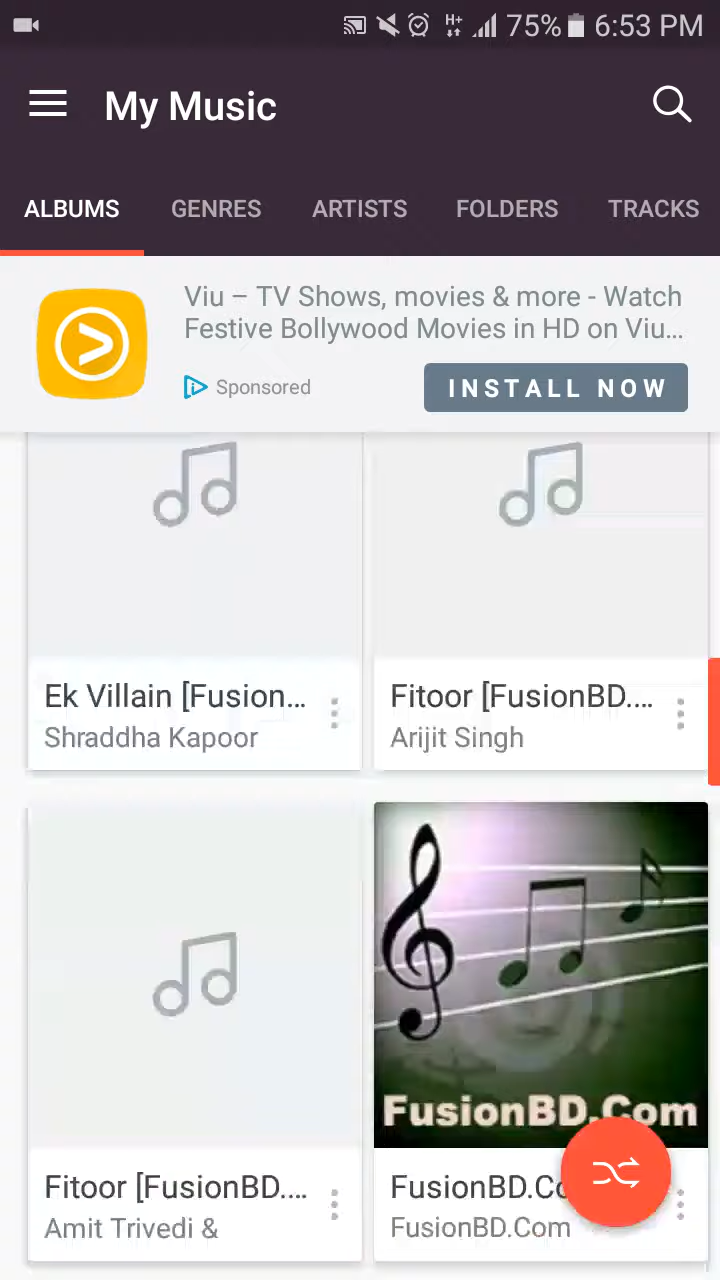 H+ 75% 6:53 PM
My Music
ALBUMS GENRES ARTISTS FOLDERS TRACKS
Viu – TV Shows, movies & more - Watch
Festive Bollywood Movies in HD on Viu...
Sponsored
INSTALL NOW
Ek Villain [Fusion...
Shraddha Kapoor
Fitoor [FusionBD....
Arijit Singh
FusionBD.Com
Fitoor [FusionBD....
Amit Trivedi &
FusionBD.Co
FusionBD.Com